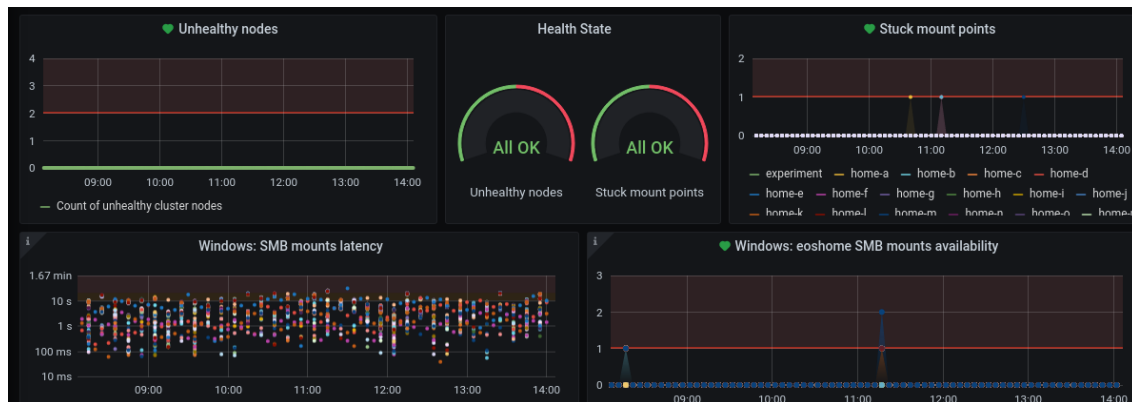 Unhealthy nodes
4
3
2
1
0
09:00 10:00 11:00 12:00 13:00 14:00
Count of unhealthy cluster nodes
Health State
All OK All OK
Unhealthy nodes Stuck mount points
Stuck mount points
2
1
0
09:00 10:00 11:00 12:00 13:00 14:00
experiment home-a home-b home-c home-d
home-e home-f home-g home-h home-i home-j
home-k home-l home-m home-n home-o
Windows: SMB mounts latency
1.67 min
10 s
1 s
100 ms
10 ms
09:00 10:00 11:00 12:00 13:00 14:00
Windows: eoshome SMB mounts availability
3
2
1
0
09:00 10:00 11:00 12:00 13:00 14:00